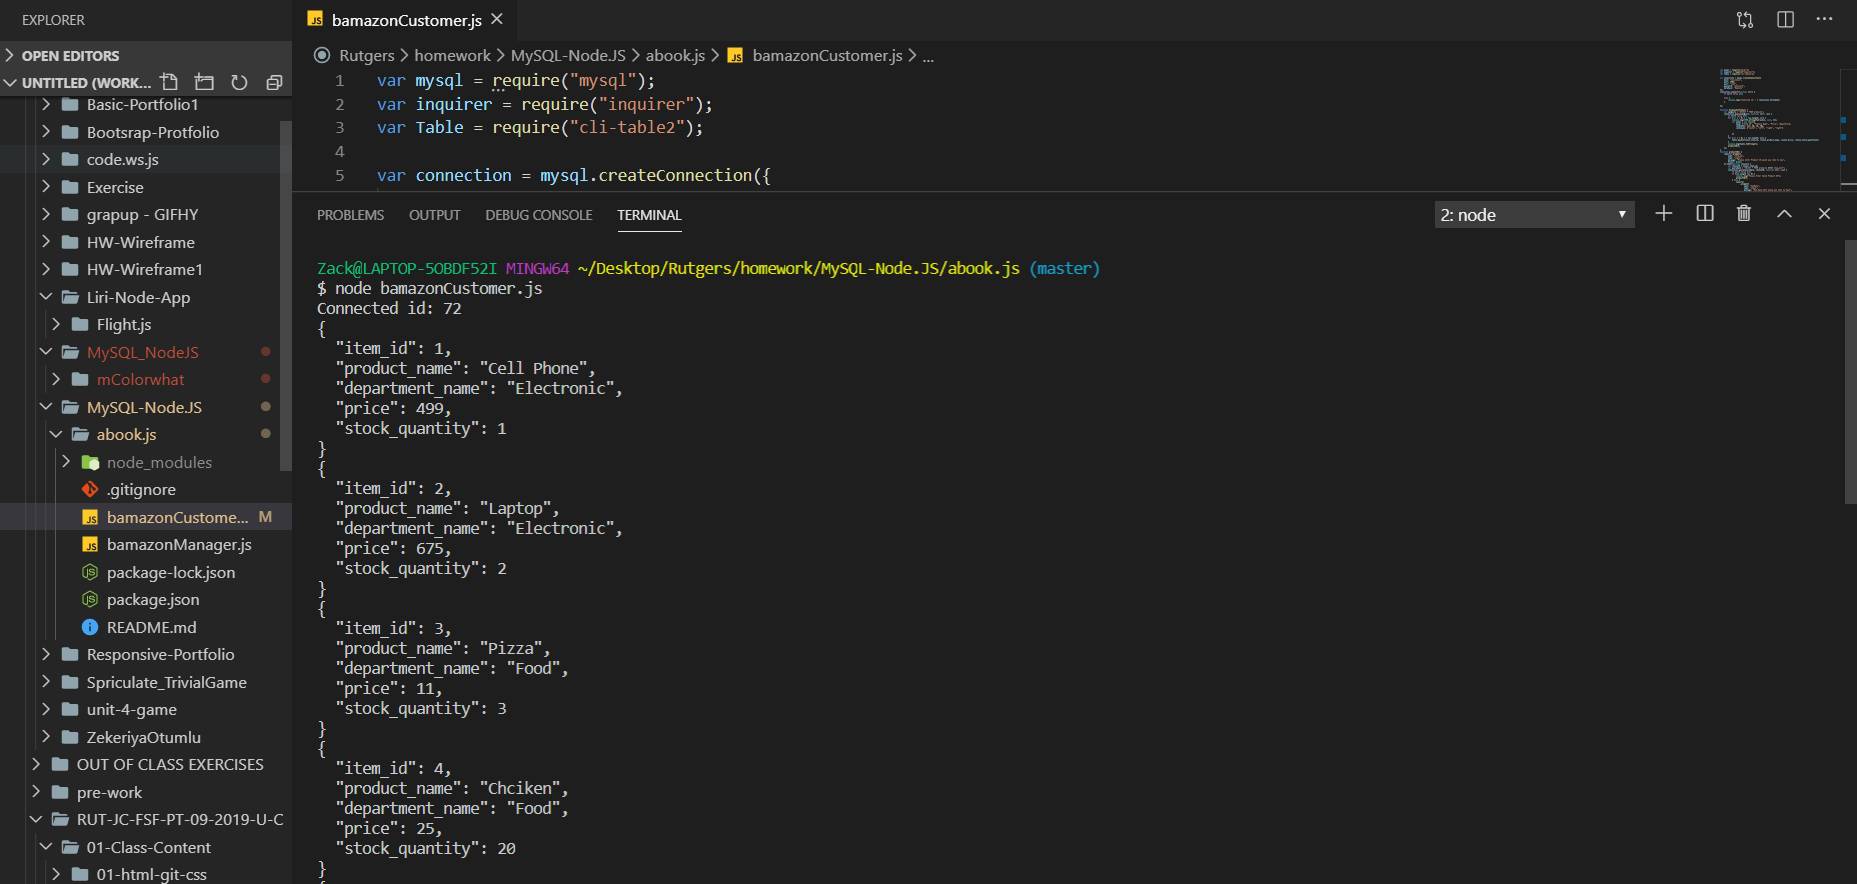 EXPLORER
OPEN EDITORS
UNTITLED (WORK...
Basic-Portfolio1
Bootsrap-Protfolio
code.ws.js
Exercise
grapup - GIFHY
HW-Wireframe
HW-Wireframe1
Liri-Node-App
Flight.js
MySQL_NodeJS
mColorwhat
MySQL-Node.JS
abook.js
node_modules
.gitignore
JS bamazonCustome... M
JS bamazonManager.js
package-lock.json
package.json
README.md
Responsive-Portfolio
Spriculate_TrivialGame
unit-4-game
ZekeriyaOtumlu
OUT OF CLASS EXERCISES
pre-work
RUT-JC-FSF-PT-09-2019-U-C
01-Class-Content
01-html-git-css
JS bamazonCustomer.js
Rutgers > homework > MySQL-Node.JS > abook.js > JS bamazonCustomer.js > ...
1 var mysql = require("mysql");
2 var inquirer = require("inquirer");
3 var Table = require("cli-table2");
4
5 var connection = mysql.createConnection({
PROBLEMS OUTPUT DEBUG CONSOLE TERMINAL 2: node
Zack@LAPTOP-5OBDF52I MINGW64 ~/Desktop/Rutgers/homework/MySQL-Node.JS/abook.js (master)
$ node bamazonCustomer.js
Connected id: 72
{
"item_id": 1,
"product_name": "Cell Phone",
"department_name": "Electronic",
"price": 499,
"stock_quantity": 1
}
{
"item_id": 2,
"product_name": "Laptop",
"department_name": "Electronic",
"price": 675,
"stock_quantity": 2
}
{
"item_id": 3,
"product_name": "Pizza",
"department_name": "Food",
"price": 11,
"stock_quantity": 3
}
{
"item_id": 4,
"product_name": "Chciken",
"department_name": "Food",
"price": 25,
"stock_quantity": 20
}